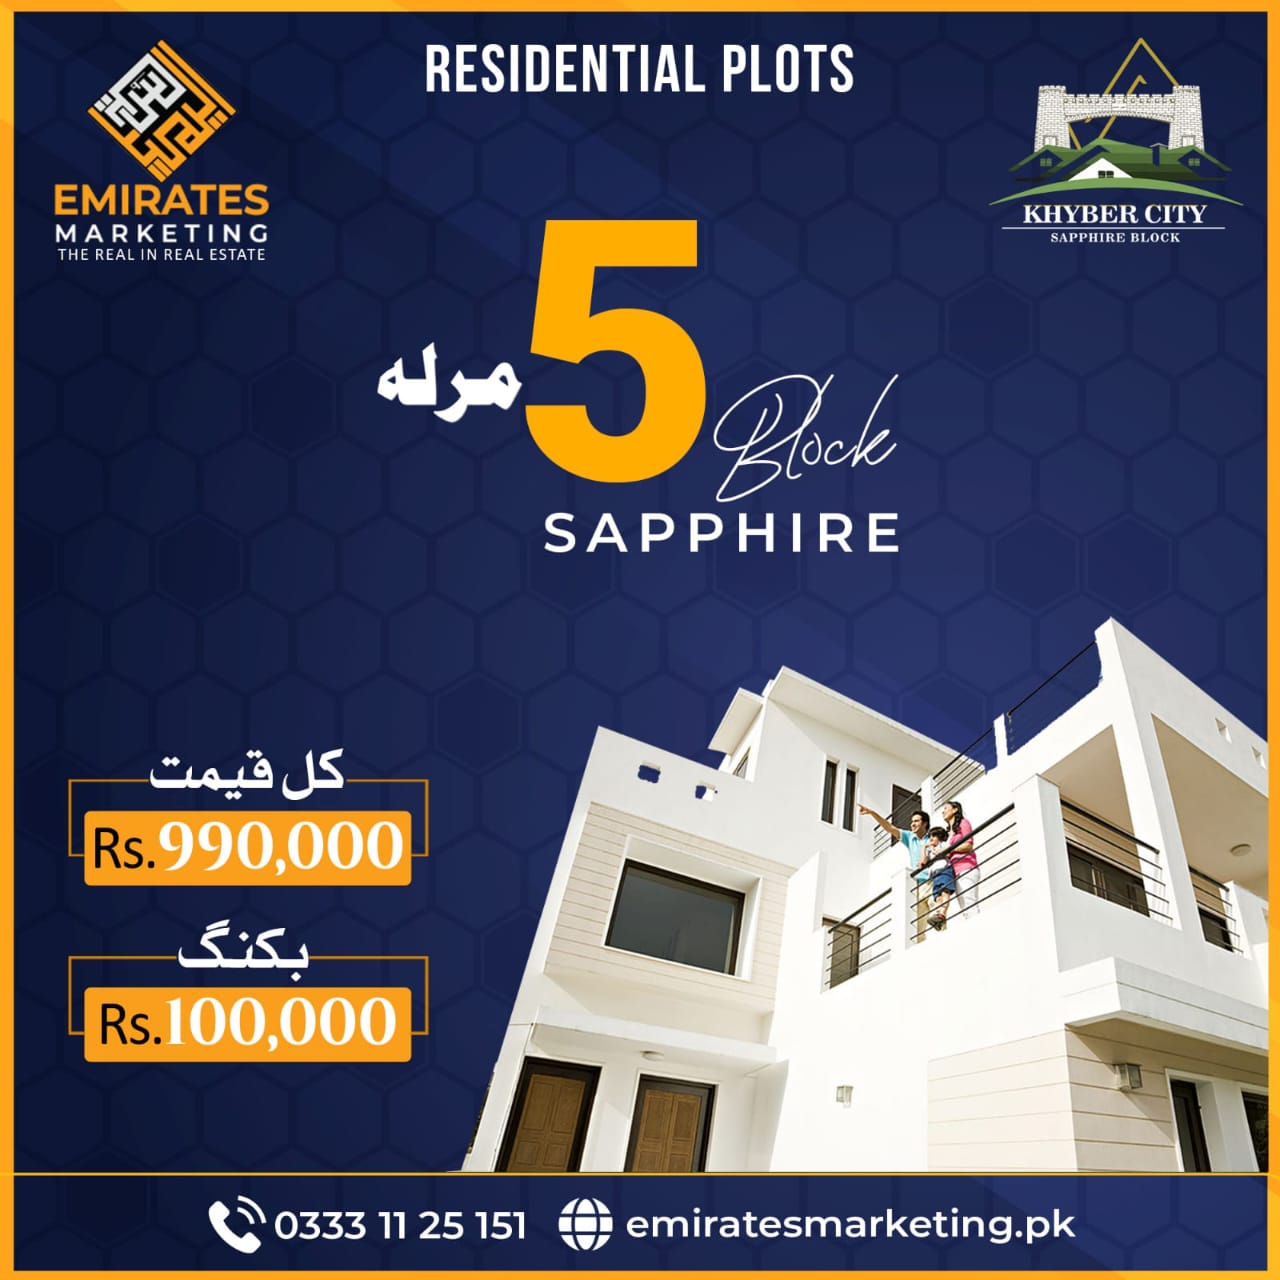 RESIDENTIAL PLOTS
EMIRATES
MARKETING
THE REAL IN REAL ESTATE
KHYBER CITY
SAPPHIRE BLOCK
5 مرلہ
Block
SAPPHIRE
کل قیمت
Rs.990,000
بکنگ
Rs.100,000
0333 11 25 151
emiratesmarketing.pk